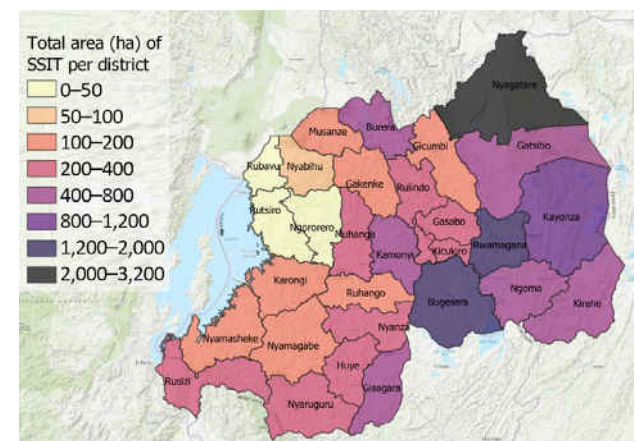 Total area (ha) of
SSIT per district
0–50
50–100
100–200
200–400
400–800
800–1,200
1,200–2,000
2,000–3,200
Nyagatare
Burera
Musanze
Gicumbi
Gatsibo
Rubavu
Nyabihu
Gakenke
Rulindo
Kayonza
Rutsiro
Ngororero
Muhanga
Gasabo
Rwamagana
Kicukiro
Kamonyi
Karongi
Ruhango
Bugesera
Ngoma
Kirehe
Nyamasheke
Nyamagabe
Nyanza
Rusizi
Huye
Gisagara
Nyaruguru